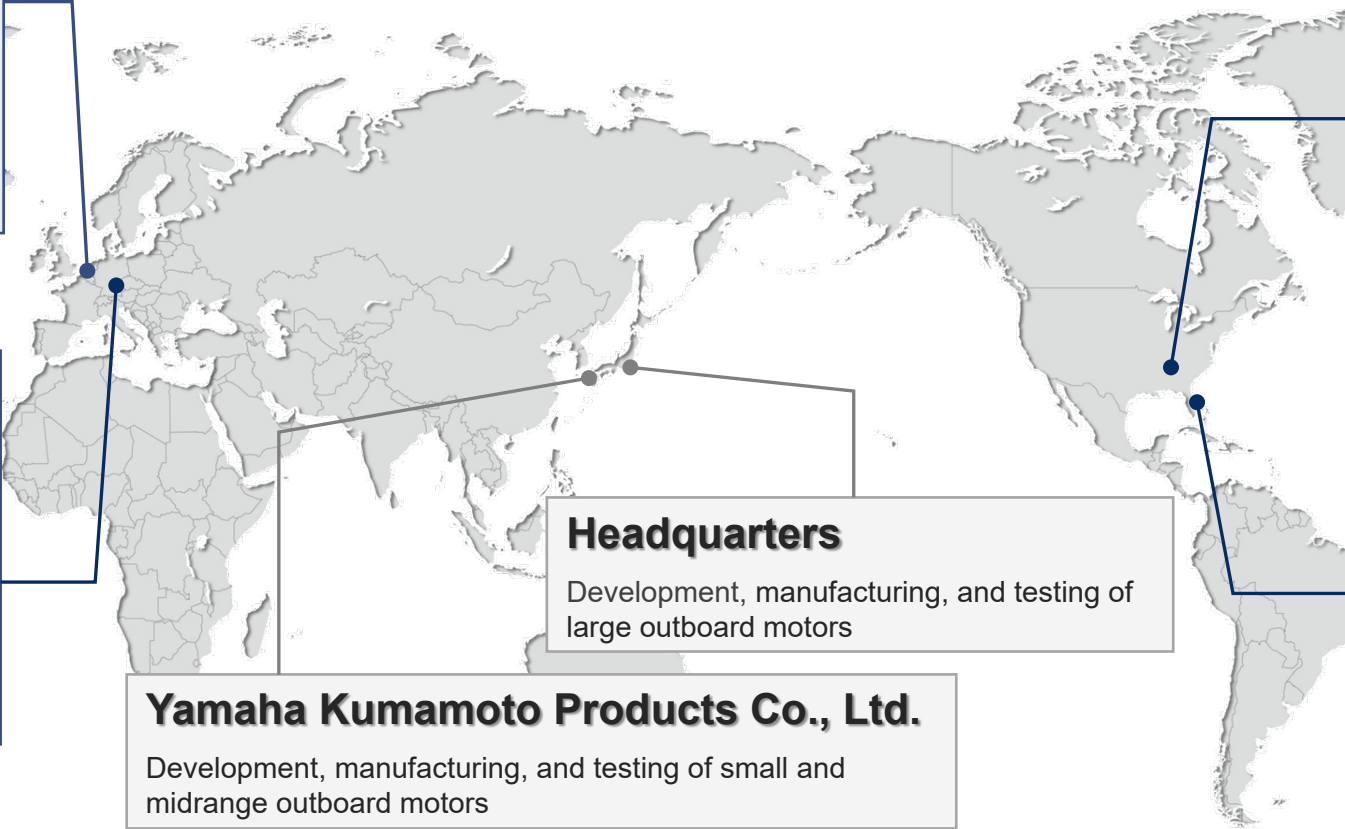 Headquarters
Development, manufacturing, and testing of
large outboard motors
Yamaha Kumamoto Products Co., Ltd.
Development, manufacturing, and testing of small and
midrange outboard motors